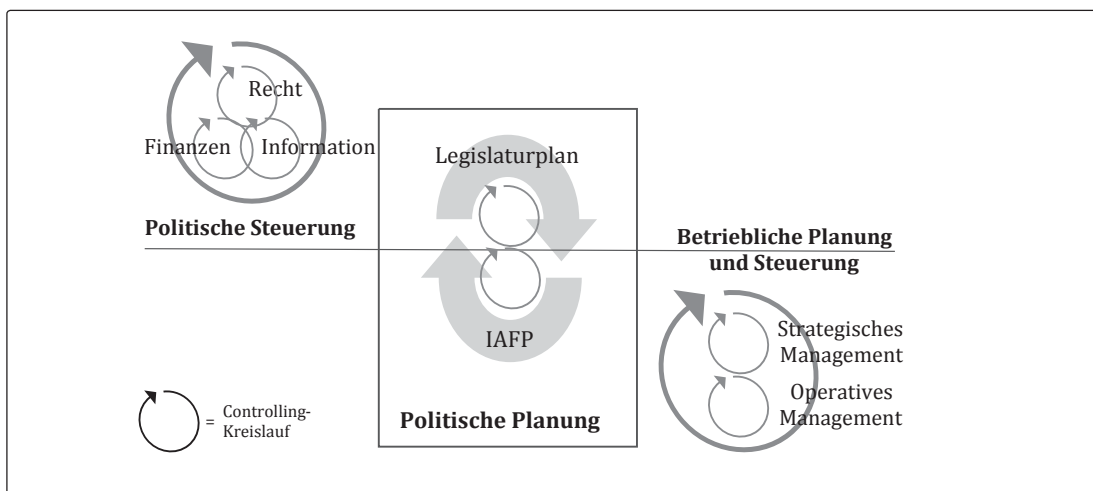 Recht
Finanzen
Information
Politische Steuerung
Legislaturplan
IAFP
Politische Planung
Betriebliche Planung
und Steuerung
Strategisches
Management
Operatives
Management
= Controlling-
Kreislauf